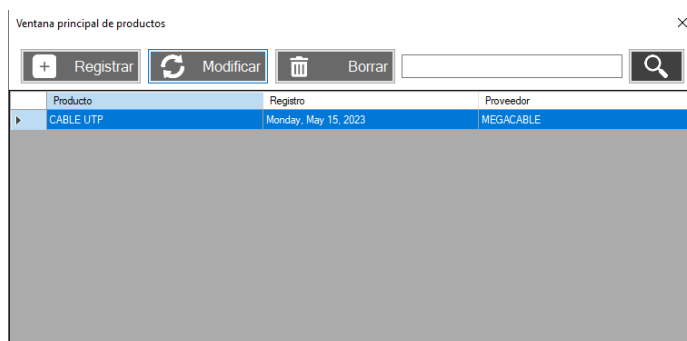 Ventana principal de productos
Registrar Modificar Borrar
Producto Registro Proveedor
CABLE UTP Monday, May 15, 2023 MEGACABLE